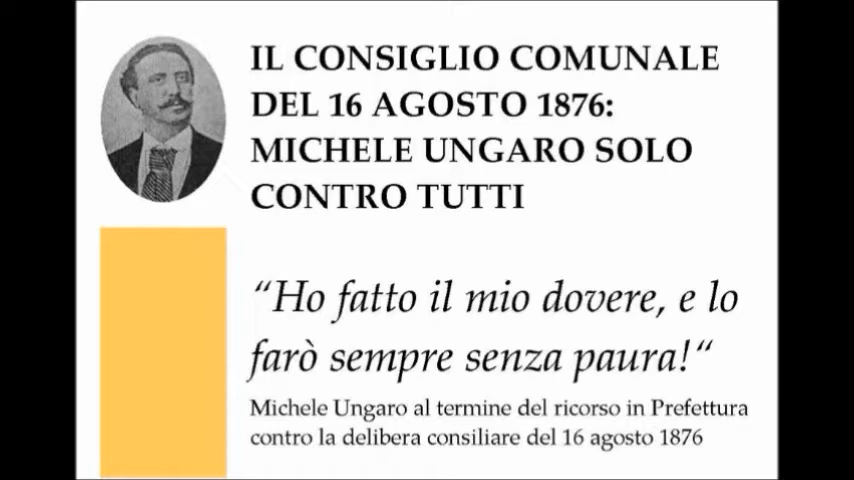 IL CONSIGLIO COMUNALE
DEL 16 AGOSTO 1876:
MICHELE UNGARO SOLO
CONTRO TUTTI
“Ho fatto il mio dovere, e lo
farò sempre senza paura!“
Michele Ungaro al termine del ricorso in Prefettura
contro la delibera consiliare del 16 agosto 1876